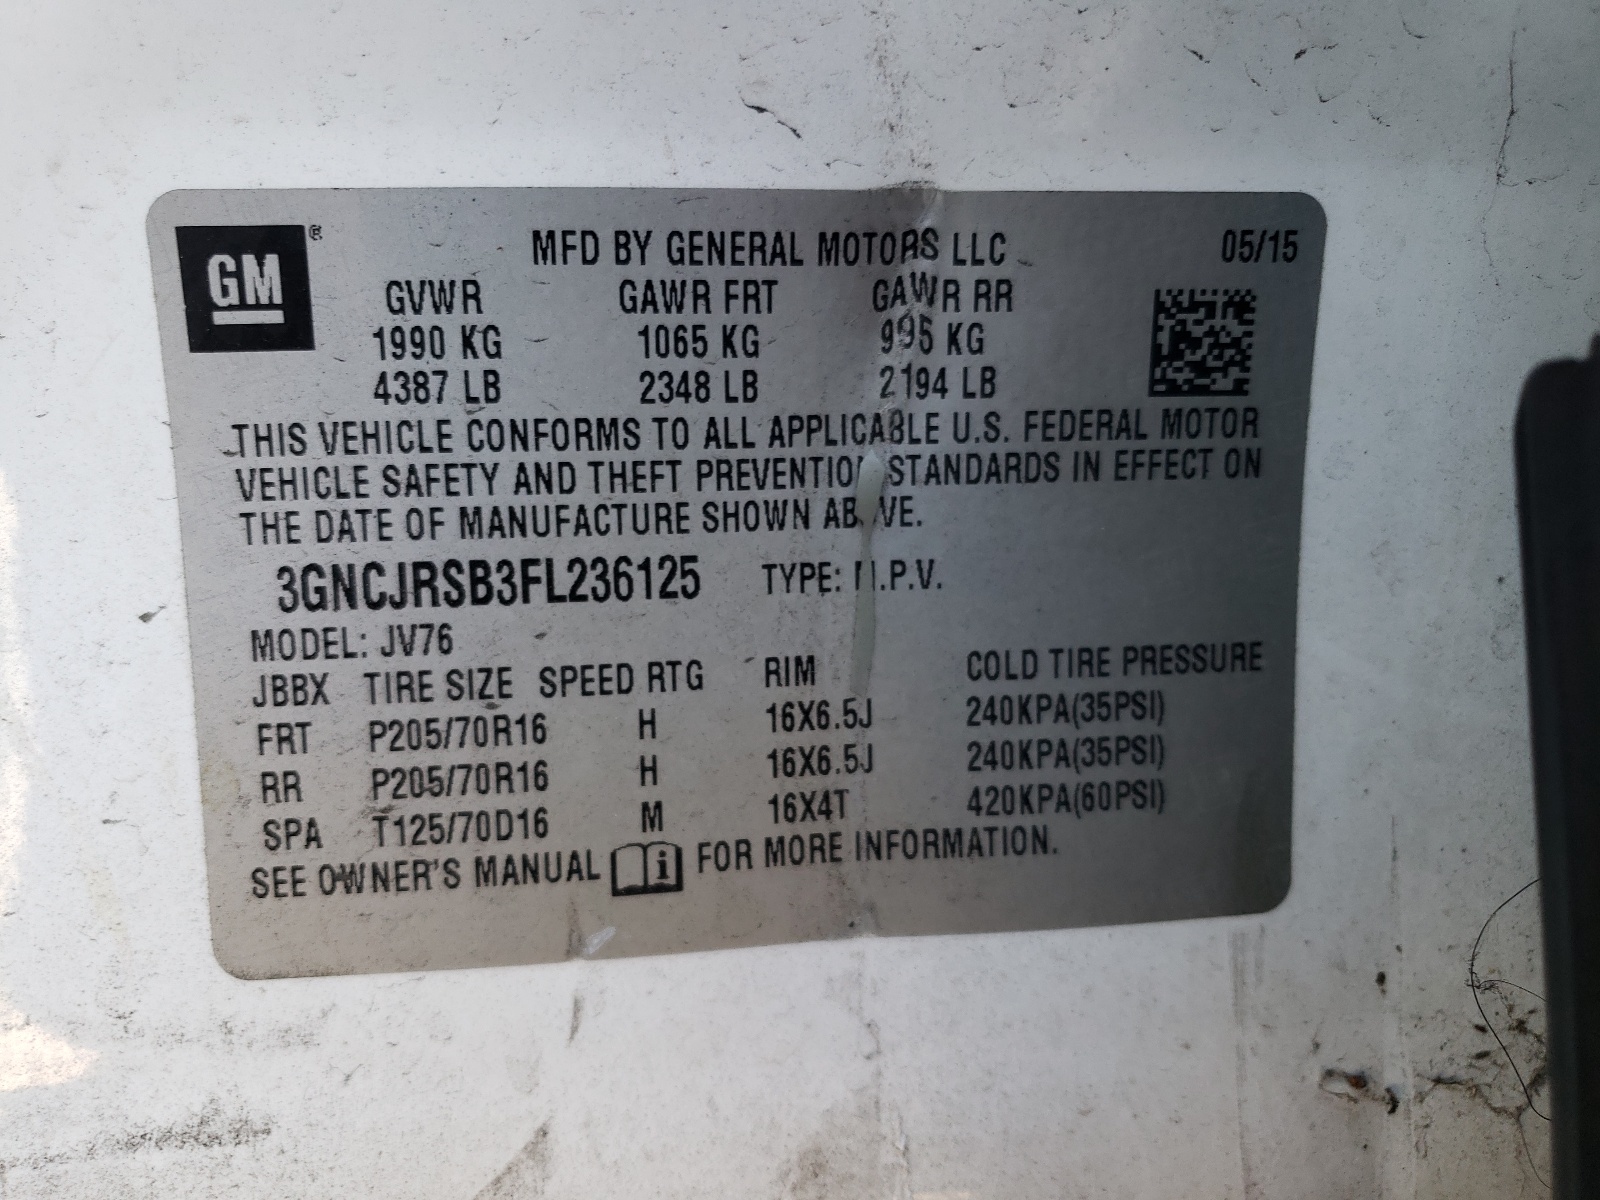 GM ®
MFD BY GENERAL MOTORS LLC 05/15
GVWR GAWR FRT GAWR RR
1990 KG 1065 KG 995 KG
4387 LB 2348 LB 2194 LB
THIS VEHICLE CONFORMS TO ALL APPLICABLE U.S. FEDERAL MOTOR
VEHICLE SAFETY AND THEFT PREVENTION STANDARDS IN EFFECT ON
THE DATE OF MANUFACTURE SHOWN ABOVE.
3GNCJRSB3FL236125 TYPE: M.P.V.
MODEL: JV76
JBBX TIRE SIZE SPEED RTG RIM COLD TIRE PRESSURE
FRT P205/70R16 H 16X6.5J 240KPA(35PSI)
RR P205/70R16 H 16X6.5J 240KPA(35PSI)
SPA T125/70D16 M 16X4T 420KPA(60PSI)
SEE OWNER'S MANUAL i FOR MORE INFORMATION.